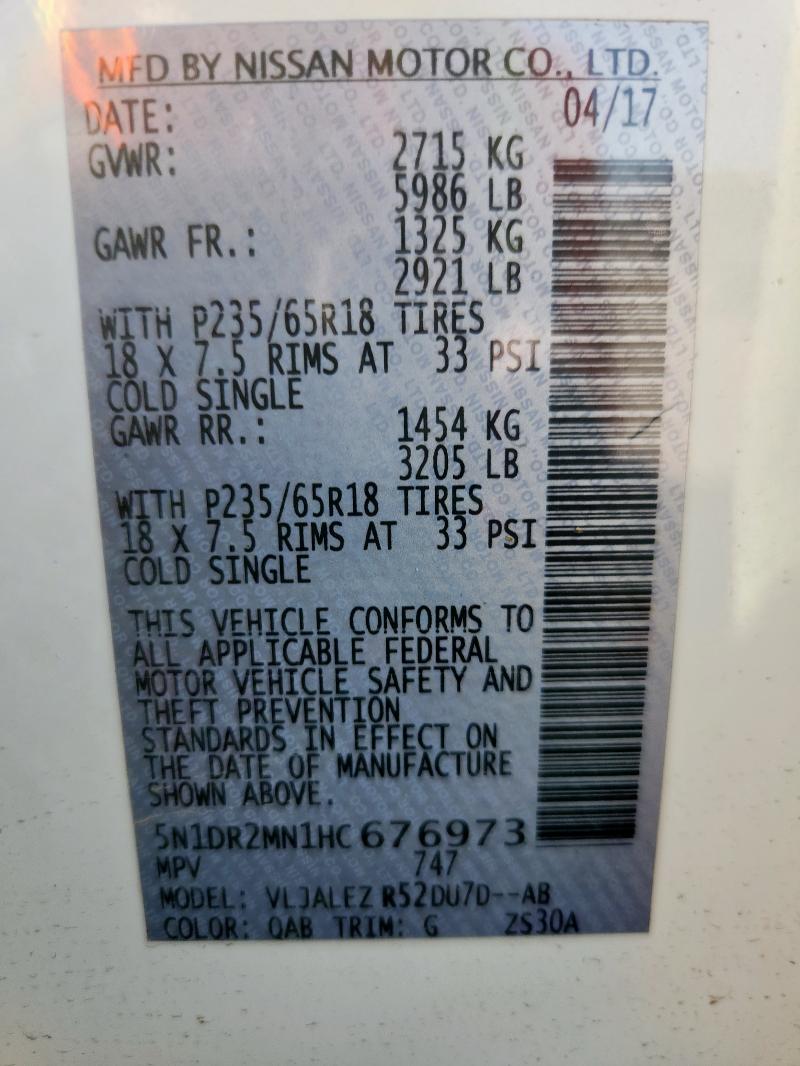 MFD BY NISSAN MOTOR CO., LTD.
DATE: 04/17
GVWR: 2715 KG
5986 LB
GAWR FR.: 1325 KG
2921 LB
WITH P235/65R18 TIRES
18 X 7.5 RIMS AT 33 PSI
COLD SINGLE
GAWR RR.: 1454 KG
3205 LB
WITH P235/65R18 TIRES
18 X 7.5 RIMS AT 33 PSI
COLD SINGLE
THIS VEHICLE CONFORMS TO
ALL APPLICABLE FEDERAL
MOTOR VEHICLE SAFETY AND
THEFT PREVENTION
STANDARDS IN EFFECT ON
THE DATE OF MANUFACTURE
SHOWN ABOVE.
5N1DR2MN1HC676973
MPV 747
MODEL: VLJALEZ R52DU7D--AB
COLOR: QAB TRIM: G ZS30A